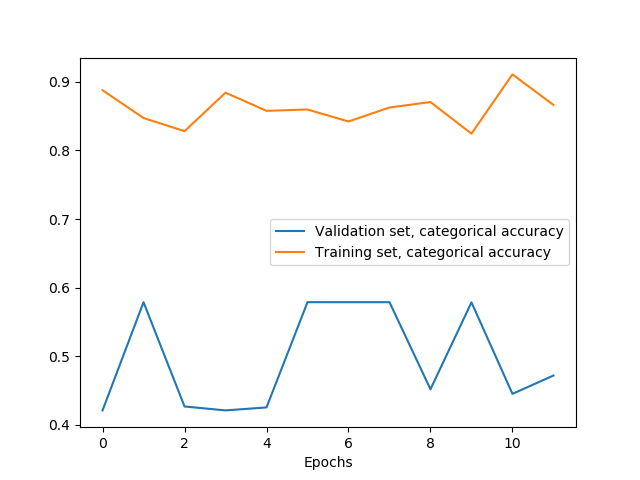 0.9
0.8
0.7
0.6
0.5
0.4
Validation set, categorical accuracy
Training set, categorical accuracy
0 2 4 6 8 10
Epochs